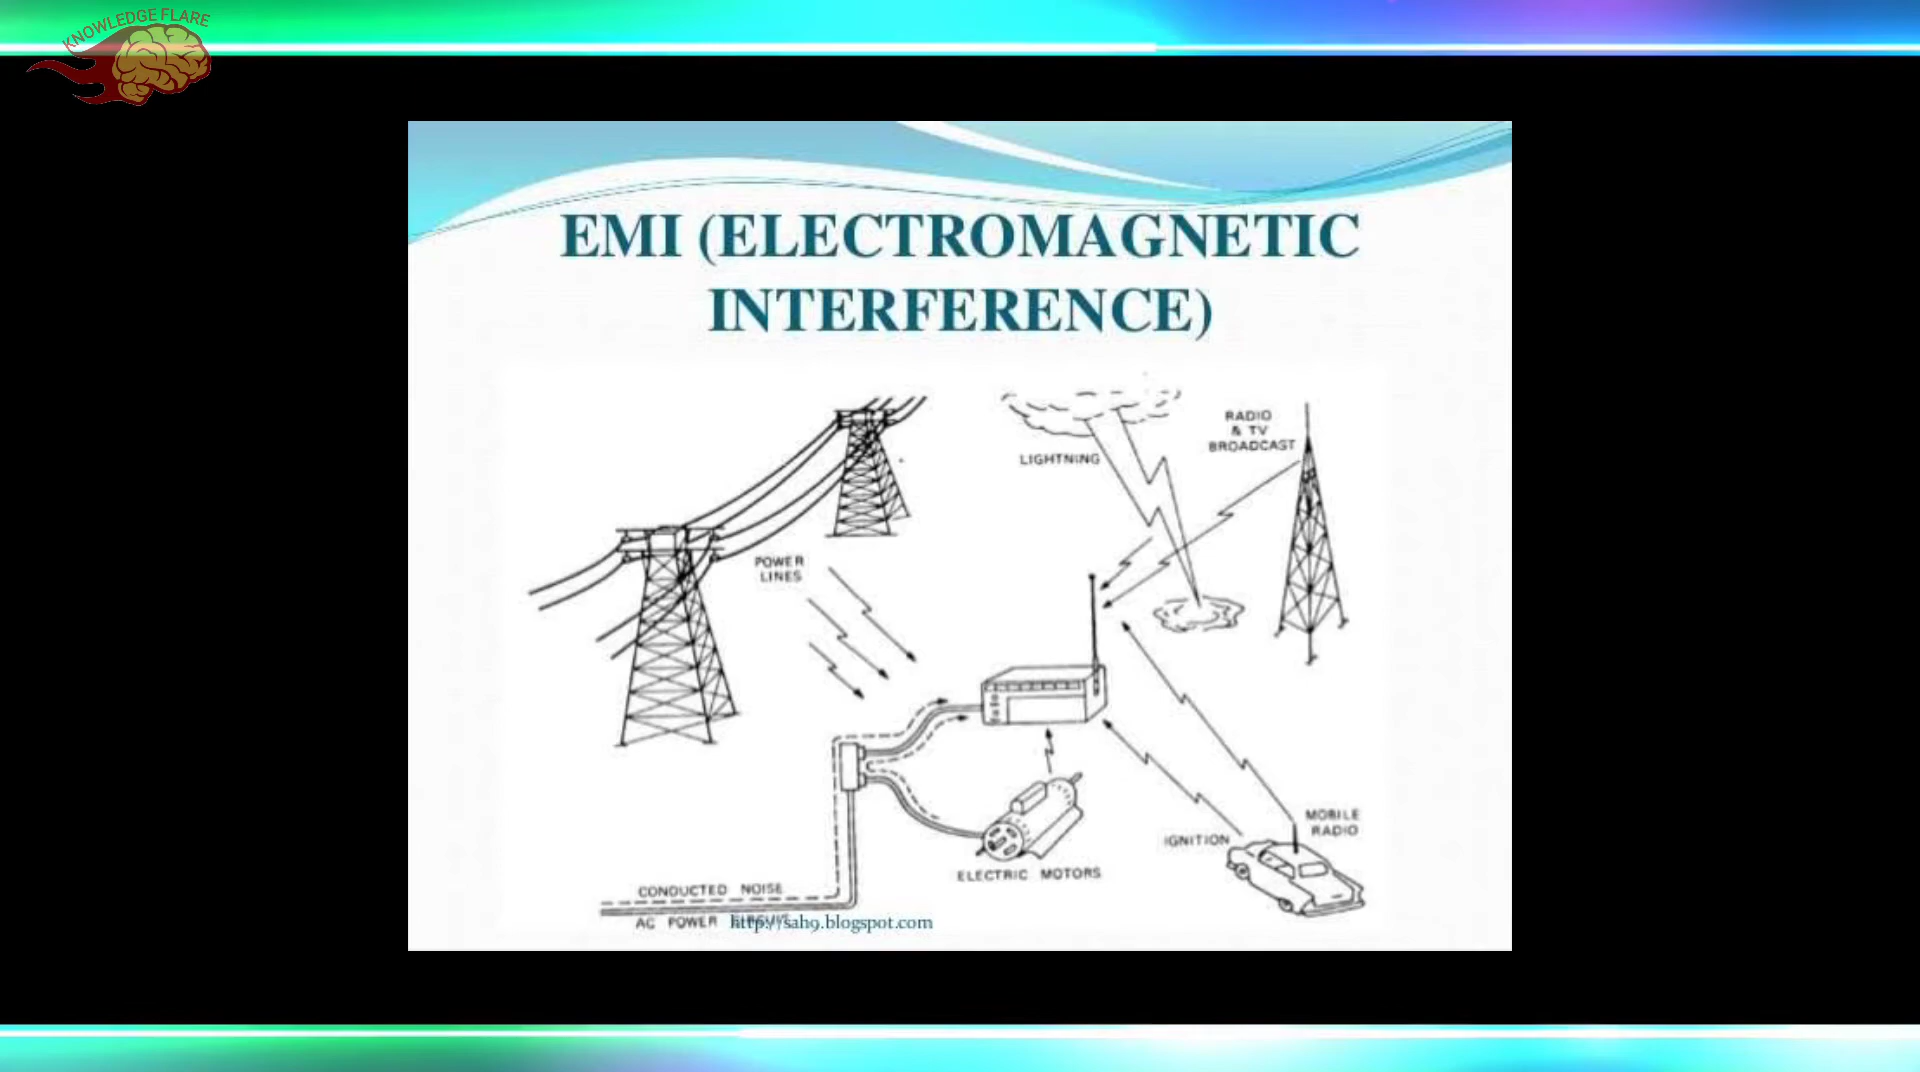 KNOWLEDGE FLARE
EMI (ELECTROMAGNETIC
INTERFERENCE)
RADIO
& TV
BROADCAST
LIGHTNING
POWER
LINES
MOBILE
RADIO
IGNITION
ELECTRIC MOTORS
CONDUCTED NOISE
AC POWER CIRCUIT
http://sah9.blogspot.com